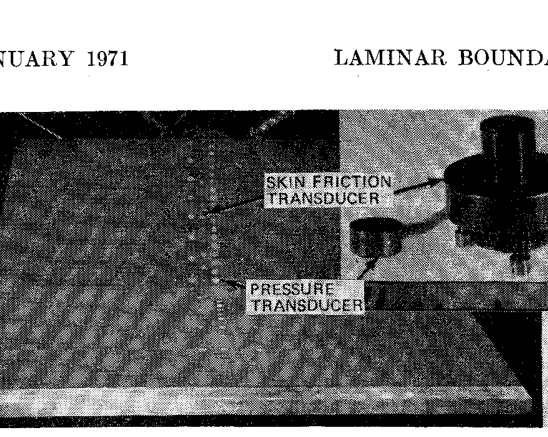 NUARY 1971
LAMINAR BOUNDA
SKIN FRICTION
TRANSDUCER
PRESSURE
TRANSDUCER